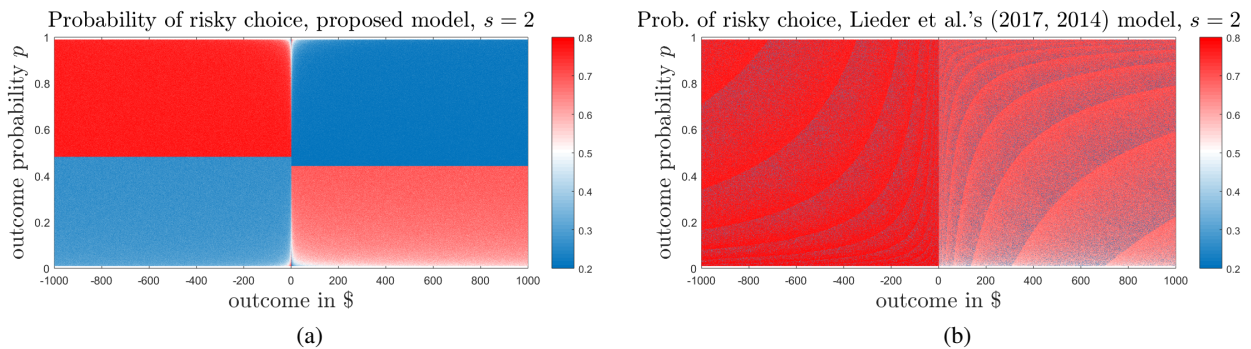 Probability of risky choice, proposed model, s = 2
outcome probability p
1
0.8
0.6
0.4
0.2
0
-1000 -800 -600 -400 -200 0 200 400 600 800 1000
outcome in $
0.8
0.7
0.6
0.5
0.4
0.3
0.2
(a)
Prob. of risky choice, Lieder et al.'s (2017, 2014) model, s = 2
outcome probability p
1
0.8
0.6
0.4
0.2
0
-1000 -800 -600 -400 -200 0 200 400 600 800 1000
outcome in $
0.8
0.7
0.6
0.5
0.4
0.3
0.2
(b)